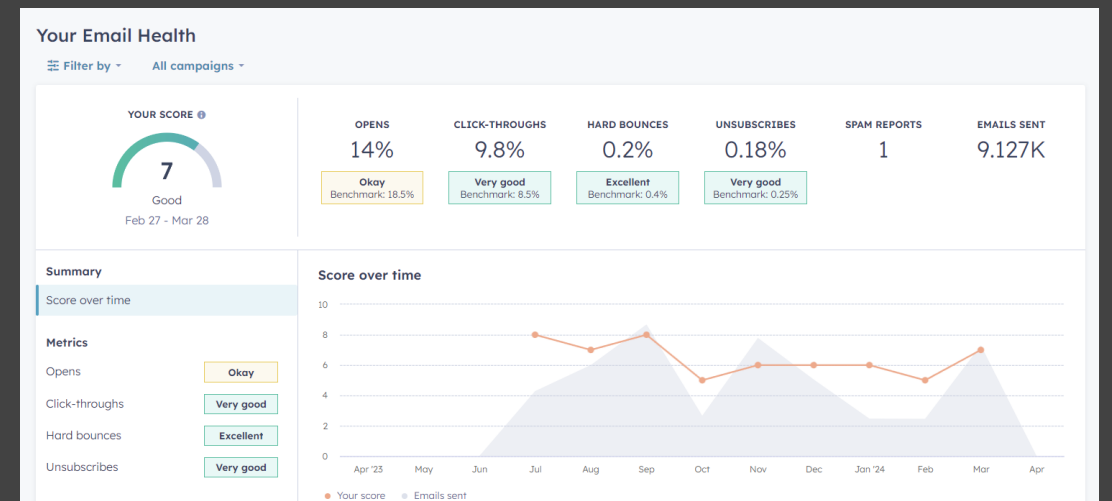 Your Email Health
Filter by
All campaigns
YOUR SCORE
7
Good
Feb 27 - Mar 28
OPENS
14%
Okay
Benchmark: 18.5%
CLICK-THROUGHS
9.8%
Very good
Benchmark: 8.5%
HARD BOUNCES
0.2%
Excellent
Benchmark: 0.4%
UNSUBSCRIBES
0.18%
Very good
Benchmark: 0.25%
SPAM REPORTS
1
EMAILS SENT
9.127K
Summary
Score over time
Metrics
Opens Okay
Click-throughs Very good
Hard bounces Excellent
Unsubscribes Very good
Score over time
10
8
6
4
2
0
Apr '23 May Jun Jul Aug Sep Oct Nov Dec Jan '24 Feb Mar Apr
Your score Emails sent